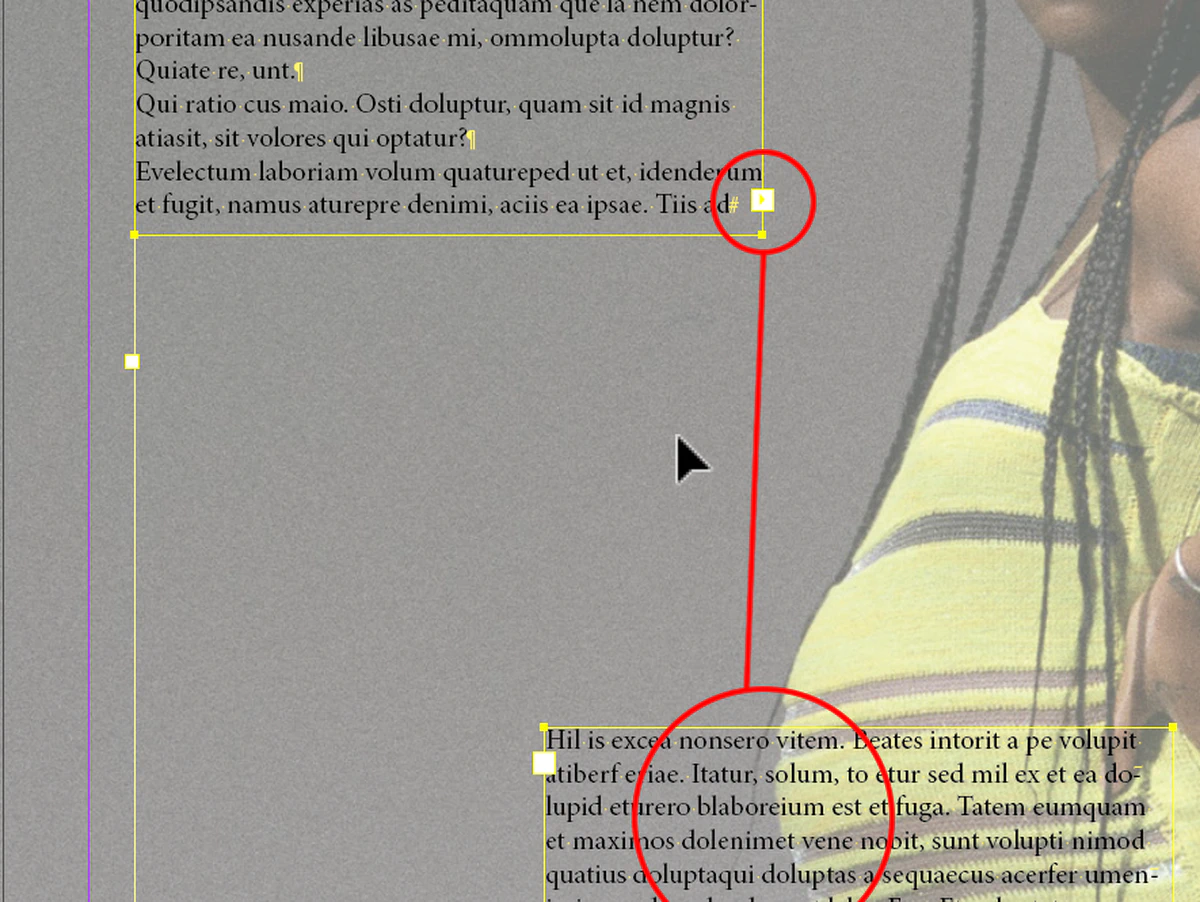 quodipsandis experias as peditaquam que la nem dolor-
poritam ea nusande libusae mi, ommolupta doluptur?
Quiate re, unt.¶
Qui ratio cus maio. Osti doluptur, quam sit id magnis
atiasit, sit volores qui optatur?¶
Evelectum laboriam volum quatureped ut et, idenderum
et fugit, namus aturepre denimi, aciis ea ipsae. Tiis ad#
Hil is excea nonsero vitem. Beates intorit a pe volupit
atiberf eriae. Itatur, solum, to etur sed mil ex et ea do-
lupid eturero blaboreium est et fuga. Tatem eumquam
et maximos dolenimet vene nobit, sunt volupti nimod
quatius doluptaqui doluptas a sequaecus acerfer umen-